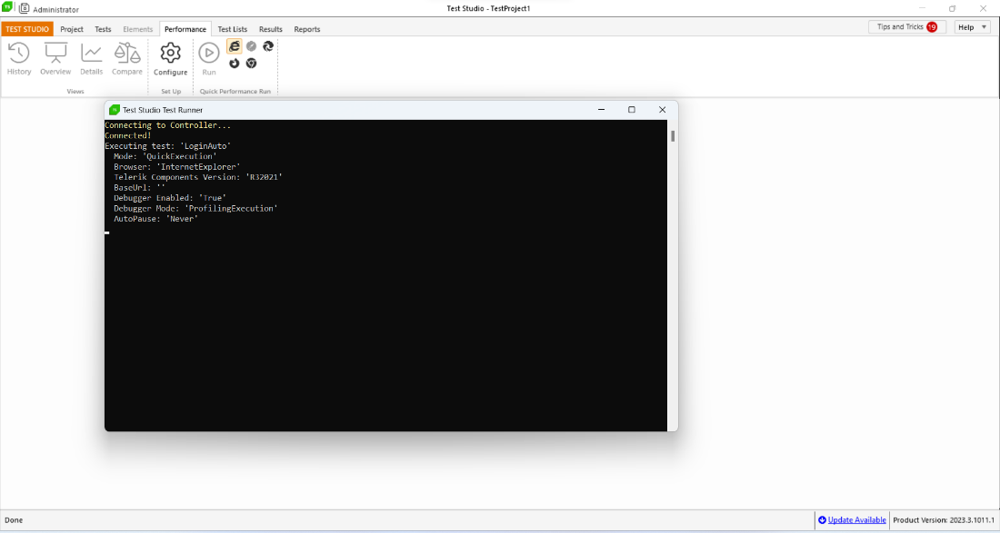 TS
Administrator
Test Studio - TestProject1
TEST STUDIO Project Tests Elements Performance Test Lists Results Reports
Tips and Tricks 19 Help
History Overview Details Compare Configure Run
Views Set Up Quick Performance Run
Test Studio Test Runner
Connecting to Controller...
Connected!
Executing test: 'LoginAuto'
Mode: 'QuickExecution'
Browser: 'InternetExplorer'
Telerik Components Version: 'R32021'
BaseUrl: ''
Debugger Enabled: 'True'
Debugger Mode: 'ProfilingExecution'
AutoPause: 'Never'
Done
Update Available
Product Version: 2023.3.1011.1